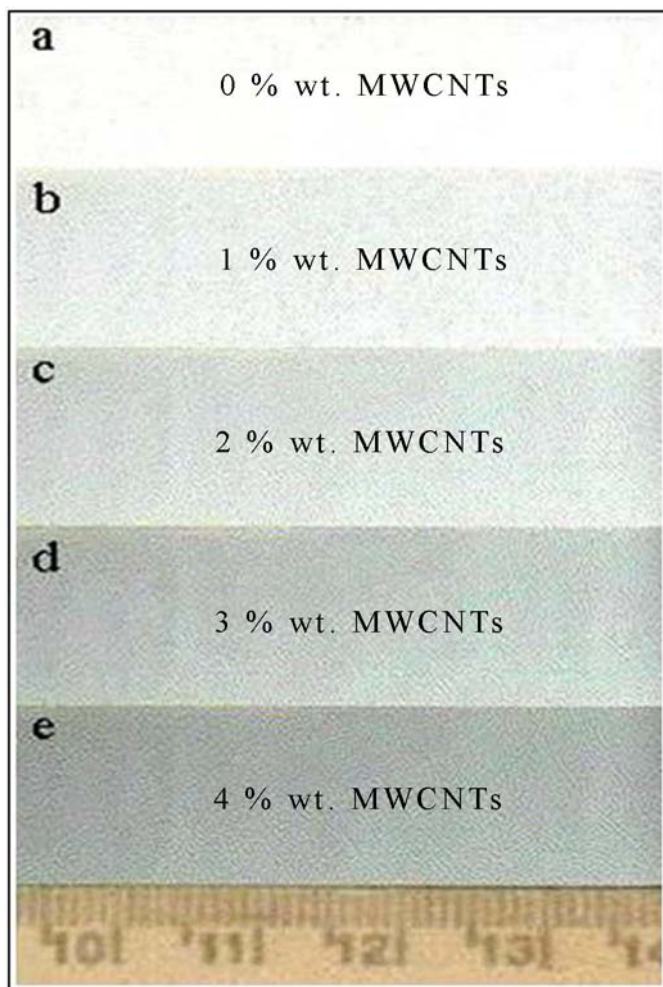 a
0 % wt. MWCNTs
b
1 % wt. MWCNTs
c
2 % wt. MWCNTs
d
3 % wt. MWCNTs
e
4 % wt. MWCNTs
10 11 12 13 14